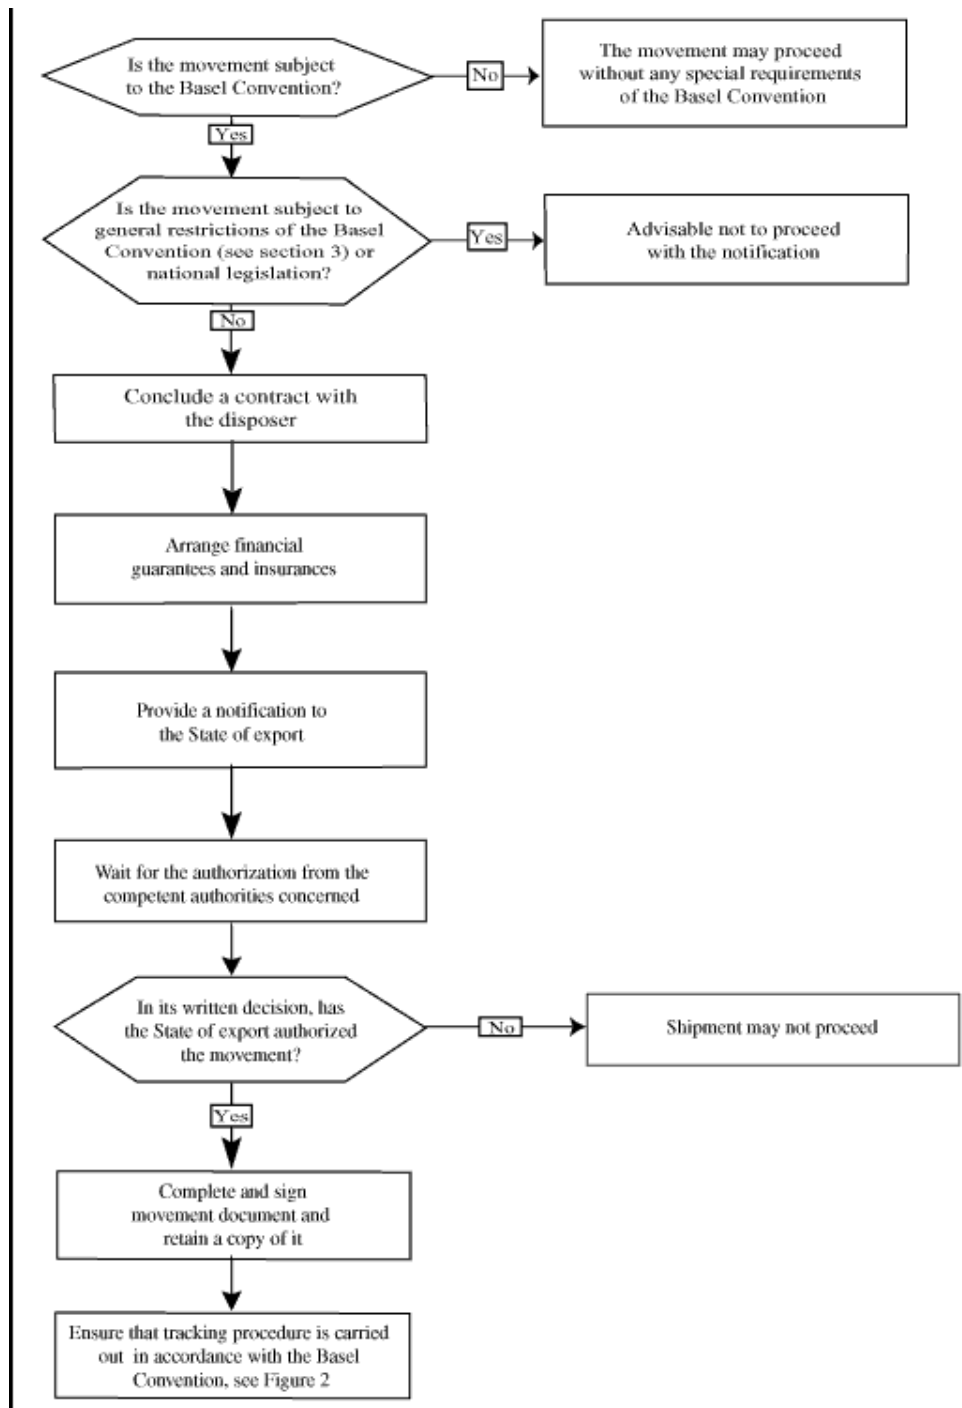 Is the movement subject
to the Basel Convention?
No
The movement may proceed
without any special requirements
of the Basel Convention
Yes
Is the movement subject to
general restrictions of the Basel
Convention (see section 3) or
national legislation?
Yes
Advisable not to proceed
with the notification
No
Conclude a contract with
the disposer
Arrange financial
guarantees and insurances
Provide a notification to
the State of export
Wait for the authorization from the
competent authorities concerned
In its written decision, has
the State of export authorized
the movement?
No
Shipment may not proceed
Yes
Complete and sign
movement document and
retain a copy of it
Ensure that tracking procedure is carried
out in accordance with the Basel
Convention, see Figure 2